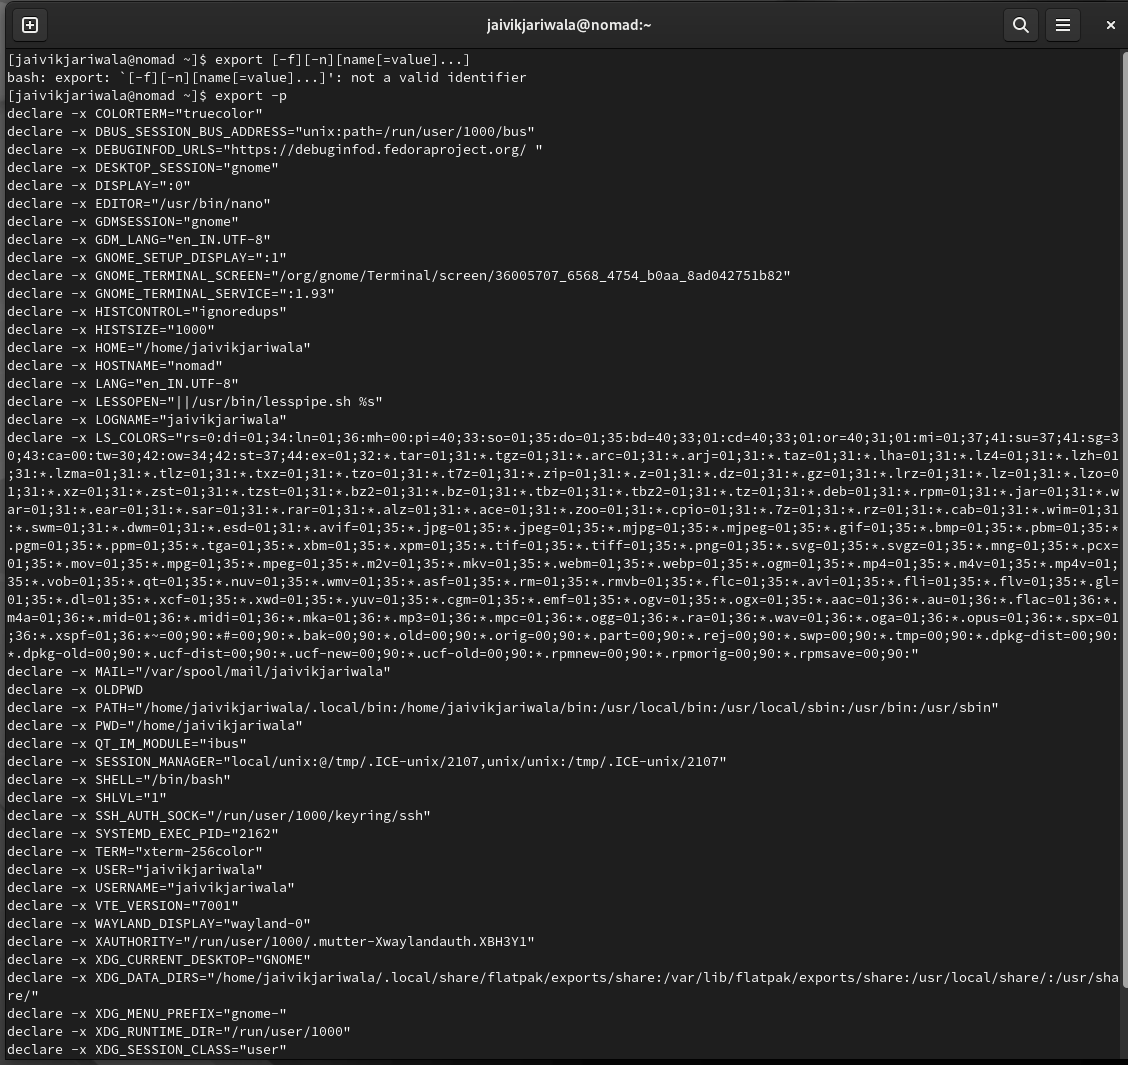 jaivikjariwala@nomad:~
[jaivikjariwala@nomad ~]$ export [-f][-n][name[=value]...]
bash: export: `[-f][-n][name[=value]...]': not a valid identifier
[jaivikjariwala@nomad ~]$ export -p
declare -x COLORTERM="truecolor"
declare -x DBUS_SESSION_BUS_ADDRESS="unix:path=/run/user/1000/bus"
declare -x DEBUGINFOD_URLS="https://debuginfod.fedoraproject.org/ "
declare -x DESKTOP_SESSION="gnome"
declare -x DISPLAY=":0"
declare -x EDITOR="/usr/bin/nano"
declare -x GDMSESSION="gnome"
declare -x GDM_LANG="en_IN.UTF-8"
declare -x GNOME_SETUP_DISPLAY=":1"
declare -x GNOME_TERMINAL_SCREEN="/org/gnome/Terminal/screen/36005707_6568_4754_b0aa_8ad042751b82"
declare -x GNOME_TERMINAL_SERVICE=":1.93"
declare -x HISTCONTROL="ignoredups"
declare -x HISTSIZE="1000"
declare -x HOME="/home/jaivikjariwala"
declare -x HOSTNAME="nomad"
declare -x LANG="en_IN.UTF-8"
declare -x LESSOPEN="||/usr/bin/lesspipe.sh %s"
declare -x LOGNAME="jaivikjariwala"
declare -x LS_COLORS="rs=0:di=01;34:ln=01;36:mh=00:pi=40;33:so=01;35:do=01;35:bd=40;33;01:cd=40;33;01:or=40;31;01:mi=01;37;41:su=37;41:sg=3
0;43:ca=00:tw=30;42:ow=34;42:st=37;44:ex=01;32:*.tar=01;31:*.tgz=01;31:*.arc=01;31:*.arj=01;31:*.taz=01;31:*.lha=01;31:*.lz4=01;31:*.lzh=01
;31:*.lzma=01;31:*.tlz=01;31:*.txz=01;31:*.tzo=01;31:*.t7z=01;31:*.zip=01;31:*.z=01;31:*.dz=01;31:*.gz=01;31:*.lrz=01;31:*.lz=01;31:*.lzo=0
1;31:*.xz=01;31:*.zst=01;31:*.tzst=01;31:*.bz2=01;31:*.bz=01;31:*.tbz=01;31:*.tbz2=01;31:*.tz=01;31:*.deb=01;31:*.rpm=01;31:*.jar=01;31:*.w
ar=01;31:*.ear=01;31:*.sar=01;31:*.rar=01;31:*.alz=01;31:*.ace=01;31:*.zoo=01;31:*.cpio=01;31:*.7z=01;31:*.rz=01;31:*.cab=01;31:*.wim=01;31
:*.swm=01;31:*.dwm=01;31:*.esd=01;31:*.avif=01;35:*.jpg=01;35:*.jpeg=01;35:*.mjpg=01;35:*.mjpeg=01;35:*.gif=01;35:*.bmp=01;35:*.pbm=01;35:*
.pgm=01;35:*.ppm=01;35:*.tga=01;35:*.xbm=01;35:*.xpm=01;35:*.tif=01;35:*.tiff=01;35:*.png=01;35:*.svg=01;35:*.svgz=01;35:*.mng=01;35:*.pcx=
01;35:*.mov=01;35:*.mpg=01;35:*.mpeg=01;35:*.m2v=01;35:*.mkv=01;35:*.webm=01;35:*.webp=01;35:*.ogm=01;35:*.mp4=01;35:*.m4v=01;35:*.mp4v=01;
35:*.vob=01;35:*.qt=01;35:*.nuv=01;35:*.wmv=01;35:*.asf=01;35:*.rm=01;35:*.rmvb=01;35:*.flc=01;35:*.avi=01;35:*.fli=01;35:*.flv=01;35:*.gl=
01;35:*.dl=01;35:*.xcf=01;35:*.xwd=01;35:*.yuv=01;35:*.cgm=01;35:*.emf=01;35:*.ogv=01;35:*.ogx=01;35:*.aac=01;36:*.au=01;36:*.flac=01;36:*.
m4a=01;36:*.mid=01;36:*.midi=01;36:*.mka=01;36:*.mp3=01;36:*.mpc=01;36:*.ogg=01;36:*.ra=01;36:*.wav=01;36:*.oga=01;36:*.opus=01;36:*.spx=01
;36:*.xspf=01;36:*~=00;90:*#=00;90:*.bak=00;90:*.old=00;90:*.orig=00;90:*.part=00;90:*.rej=00;90:*.swp=00;90:*.tmp=00;90:*.dpkg-dist=00;90:
*.dpkg-old=00;90:*.ucf-dist=00;90:*.ucf-new=00;90:*.ucf-old=00;90:*.rpmnew=00;90:*.rpmorig=00;90:*.rpmsave=00;90:"
declare -x MAIL="/var/spool/mail/jaivikjariwala"
declare -x OLDPWD
declare -x PATH="/home/jaivikjariwala/.local/bin:/home/jaivikjariwala/bin:/usr/local/bin:/usr/local/sbin:/usr/bin:/usr/sbin"
declare -x PWD="/home/jaivikjariwala"
declare -x QT_IM_MODULE="ibus"
declare -x SESSION_MANAGER="local/unix:@/tmp/.ICE-unix/2107,unix/unix:/tmp/.ICE-unix/2107"
declare -x SHELL="/bin/bash"
declare -x SHLVL="1"
declare -x SSH_AUTH_SOCK="/run/user/1000/keyring/ssh"
declare -x SYSTEMD_EXEC_PID="2162"
declare -x TERM="xterm-256color"
declare -x USER="jaivikjariwala"
declare -x USERNAME="jaivikjariwala"
declare -x VTE_VERSION="7001"
declare -x WAYLAND_DISPLAY="wayland-0"
declare -x XAUTHORITY="/run/user/1000/.mutter-Xwaylandauth.XBH3Y1"
declare -x XDG_CURRENT_DESKTOP="GNOME"
declare -x XDG_DATA_DIRS="/home/jaivikjariwala/.local/share/flatpak/exports/share:/var/lib/flatpak/exports/share:/usr/local/share/:/usr/sha
re/"
declare -x XDG_MENU_PREFIX="gnome-"
declare -x XDG_RUNTIME_DIR="/run/user/1000"
declare -x XDG_SESSION_CLASS="user"